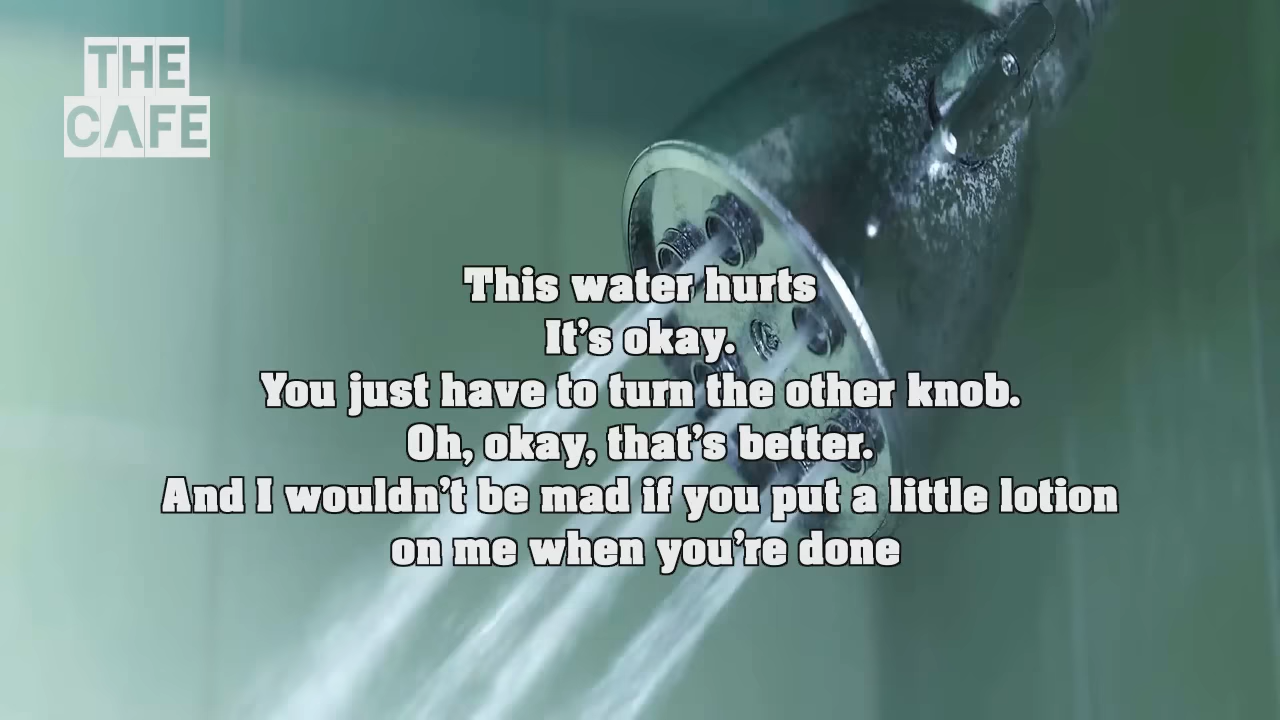 THE
CAFE
This water hurts
It's okay.
You just have to turn the other knob.
Oh, okay, that's better.
And I wouldn't be mad if you put a little lotion
on me when you're done